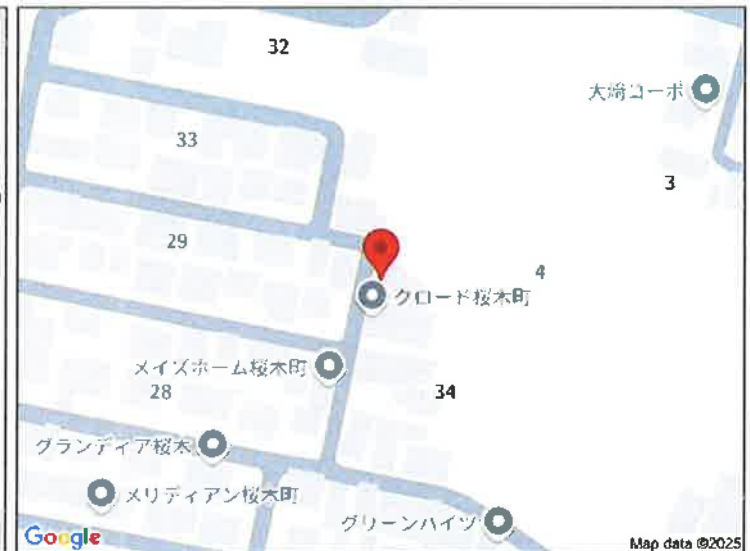 32
大崎コーポ
33
3
29
4
クロード桜木町
メイズホーム桜木町
28
34
グランディア桜木
メリディアン桜木町
グリーンハイツ
Google
Map data ©2025